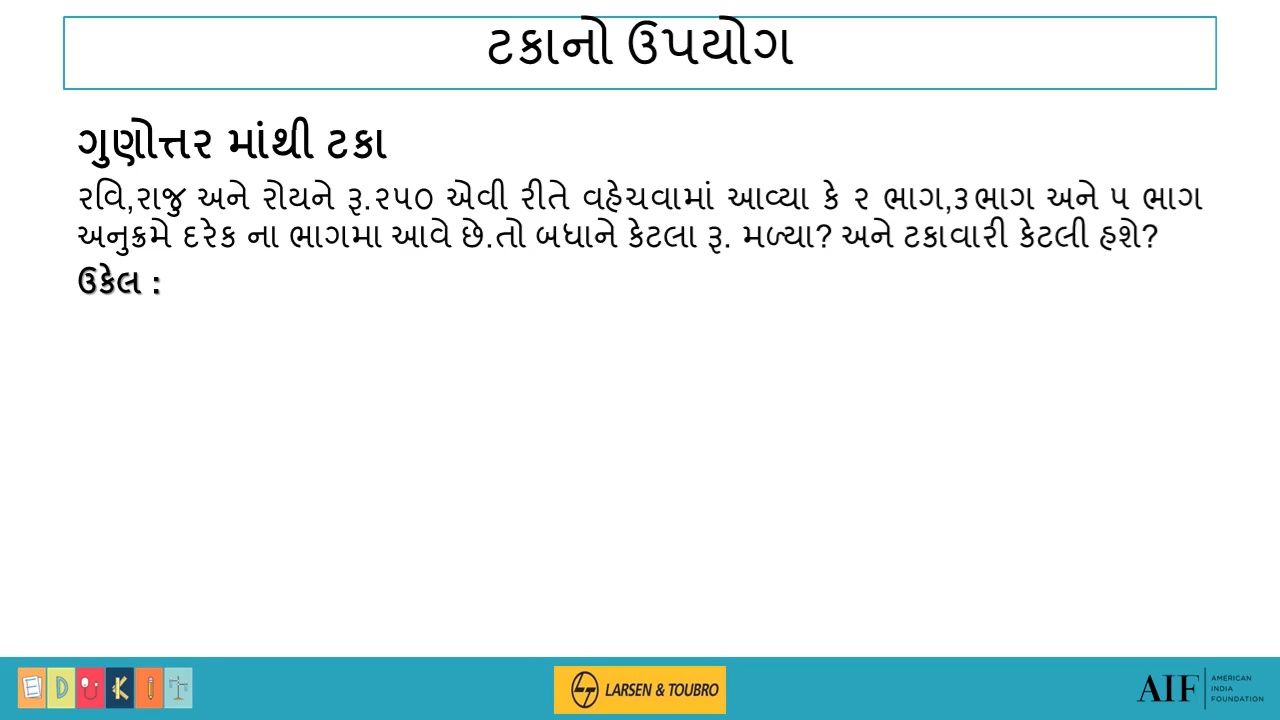 ટકાનો ઉપયોગ
ગુણોત્તર માંથી ટકા
રવિ,રાજુ અને રોયને રૂ.૨૫૦ એવી રીતે વહેચવામાં આવ્યા કે ૨ ભાગ,૩ભાગ અને ૫ ભાગ
અનુક્રમે દરેક ના ભાગમા આવે છે.તો બધાને કેટલા રૂ. મળ્યા? અને ટકાવારી કેટલી હશે?
ઉકેલ :
E D U K I T
LARSEN & TOUBRO
AIF AMERICAN
INDIA
FOUNDATION